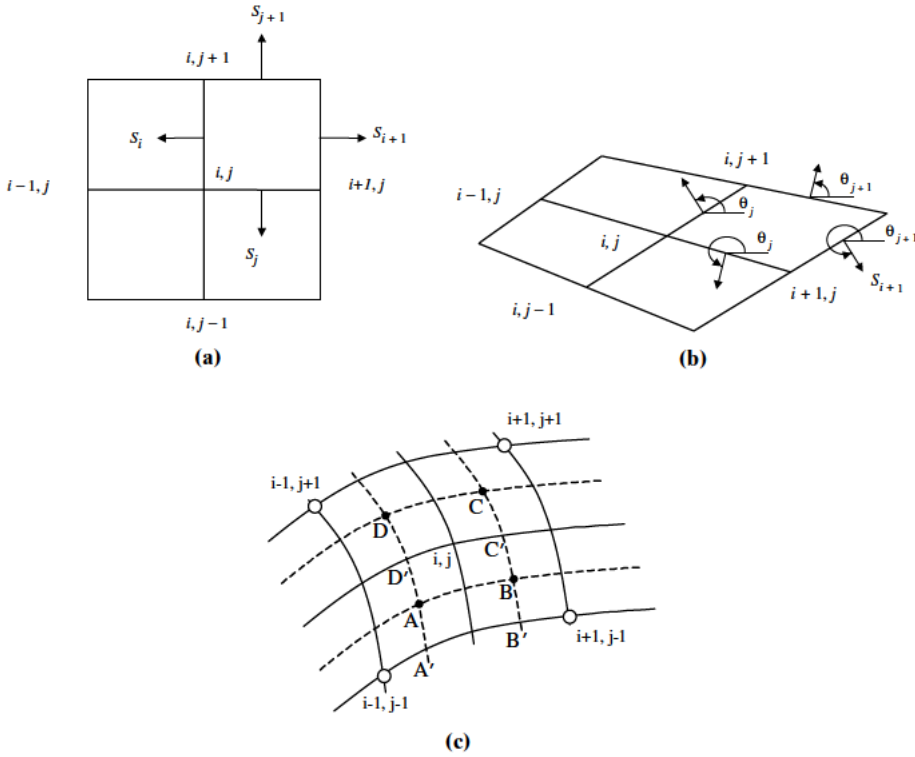 S_{j+1}
i, j + 1
S_i
S_{i+1}
i, j
i − 1, j
i+1, j
S_j
i, j − 1
(a)
i, j + 1
θ_{j+1}
i − 1, j
θ_j
θ_{j+1}
i, j
θ_j
S_{i+1}
i + 1, j
i, j − 1
(b)
i+1, j+1
i-1, j+1
C
D
C′
i, j
D′
B
A
B′
i+1, j-1
A′
i-1, j-1
(c)